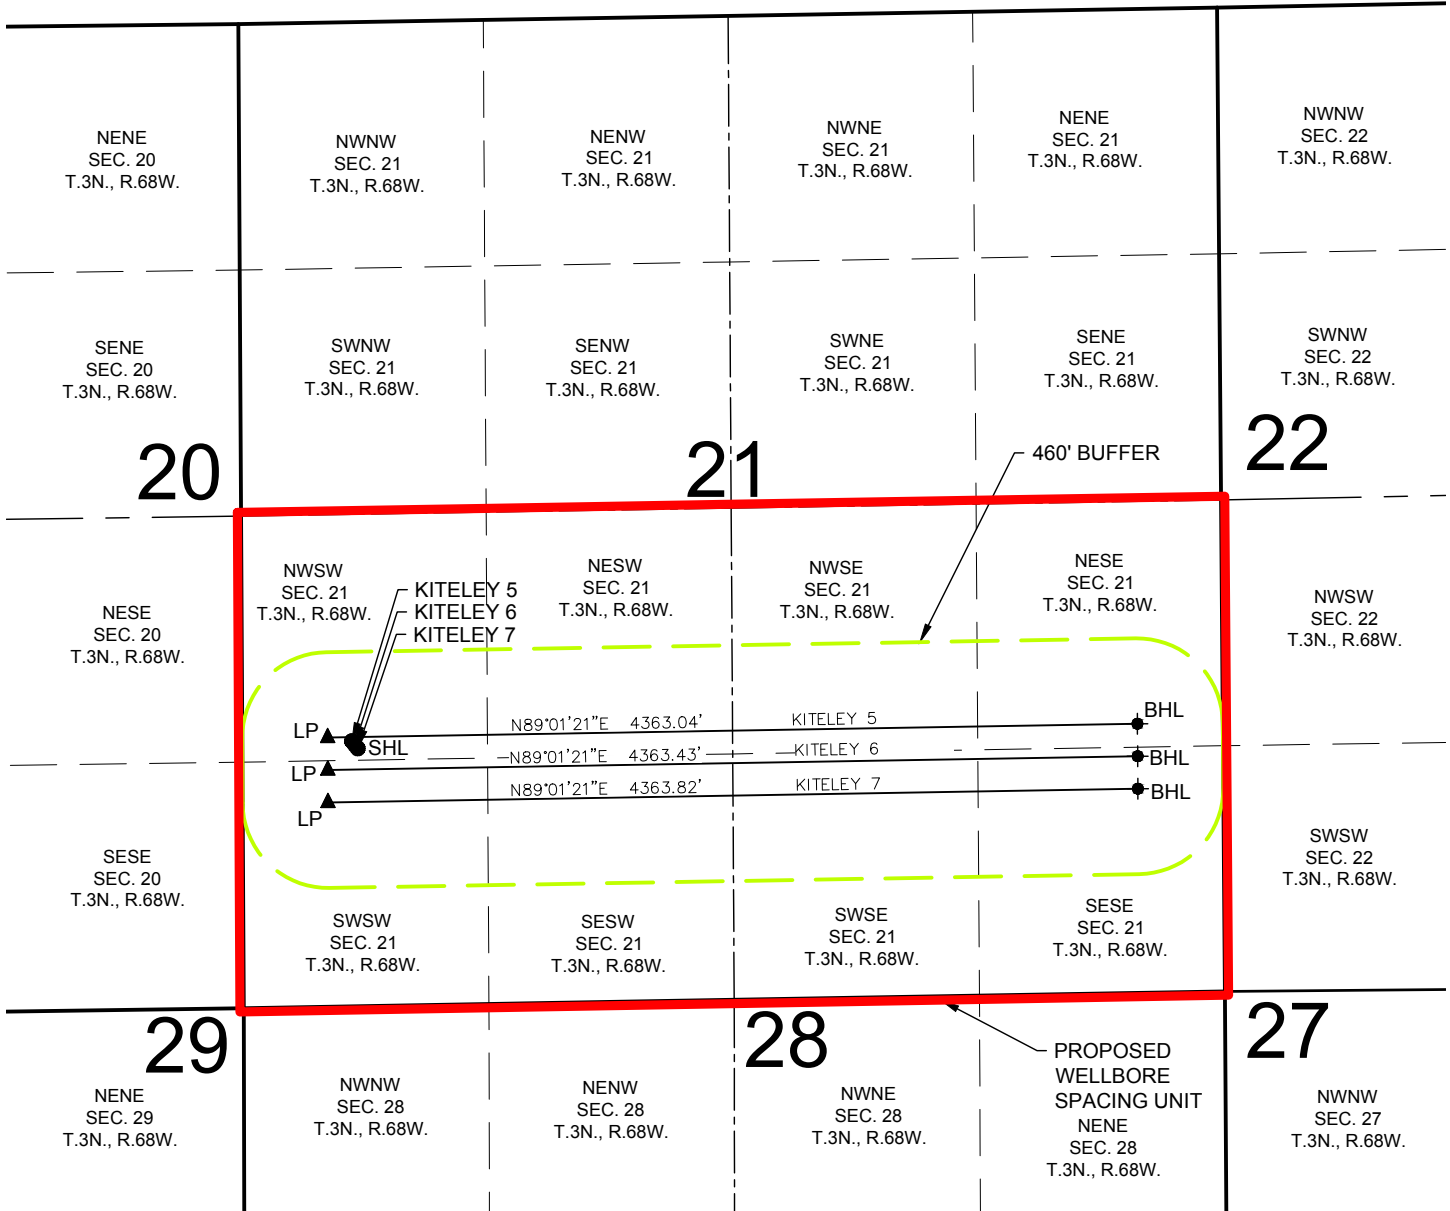 NENE
SEC. 20
T.3N., R.68W.
NWNW
SEC. 21
T.3N., R.68W.
NENW
SEC. 21
T.3N., R.68W.
NWNE
SEC. 21
T.3N., R.68W.
NENE
SEC. 21
T.3N., R.68W.
NWNW
SEC. 22
T.3N., R.68W.
SENE
SEC. 20
T.3N., R.68W.
SWNW
SEC. 21
T.3N., R.68W.
SENW
SEC. 21
T.3N., R.68W.
SWNE
SEC. 21
T.3N., R.68W.
SENE
SEC. 21
T.3N., R.68W.
SWNW
SEC. 22
T.3N., R.68W.
20
21
22
460' BUFFER
NESE
SEC. 20
T.3N., R.68W.
NWSW
SEC. 21
T.3N., R.68W.
KITELEY 5
KITELEY 6
KITELEY 7
NESW
SEC. 21
T.3N., R.68W.
NWSE
SEC. 21
T.3N., R.68W.
NESE
SEC. 21
T.3N., R.68W.
NWSW
SEC. 22
T.3N., R.68W.
LP
SHL
N89°01'21"E 4363.04' KITELEY 5
BHL
LP
N89°01'21"E 4363.43' KITELEY 6
BHL
LP
N89°01'21"E 4363.82' KITELEY 7
BHL
SESE
SEC. 20
T.3N., R.68W.
SWSW
SEC. 21
T.3N., R.68W.
SESW
SEC. 21
T.3N., R.68W.
SWSE
SEC. 21
T.3N., R.68W.
SESE
SEC. 21
T.3N., R.68W.
SWSW
SEC. 22
T.3N., R.68W.
29
28
27
PROPOSED
WELLBORE
SPACING UNIT
NENE
SEC. 29
T.3N., R.68W.
NWNW
SEC. 28
T.3N., R.68W.
NENW
SEC. 28
T.3N., R.68W.
NWNE
SEC. 28
T.3N., R.68W.
NENE
SEC. 28
T.3N., R.68W.
NWNW
SEC. 27
T.3N., R.68W.